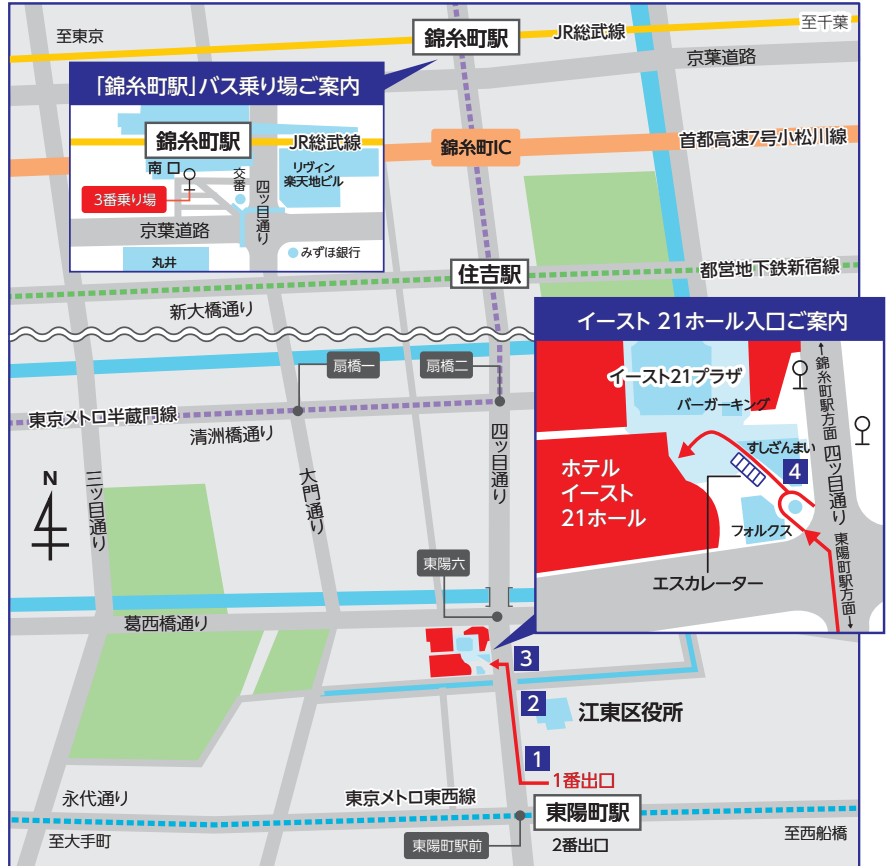 至東京
錦糸町駅
JR総武線
至千葉
京葉道路
「錦糸町駅」バス乗り場ご案内
錦糸町駅
JR総武線
南口
交番
リヴィン
楽天地ビル
3番乗り場
四ッ目通り
京葉道路
丸井
みずほ銀行
錦糸町IC
首都高速7号小松川線
住吉駅
都営地下鉄新宿線
新大橋通り
扇橋一
扇橋二
東京メトロ半蔵門線
清洲橋通り
N
三ッ目通り
大門通り
四ッ目通り
イースト 21ホール入口ご案内
イースト21プラザ
バーガーキング
すしざんまい
4
ホテル
イースト
21ホール
フォルクス
エスカレーター
←錦糸町駅方面
四ッ目通り
東陽町駅方面→
東陽六
葛西橋通り
3
2
江東区役所
1
1番出口
永代通り
東京メトロ東西線
東陽町駅
至大手町
東陽町駅前
2番出口
至西船橋